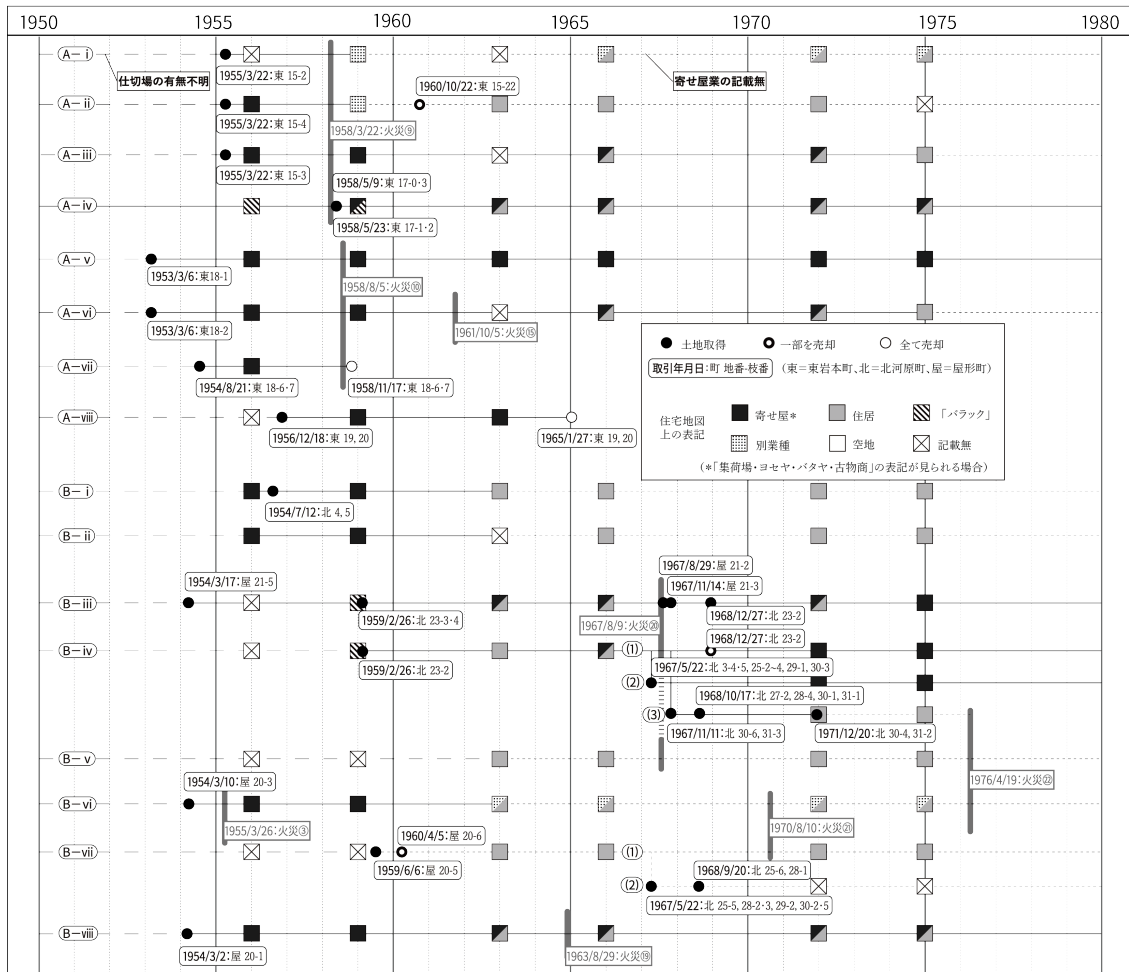 1950 1955 1960 1965 1970 1975 1980
A-ⅰ
仕切場の有無不明
1955/3/22：東 15-2
寄せ屋業の記載無
A-ⅱ
1960/10/22：東 15-22
1955/3/22：東 15-4
1958/3/22：火災⑨
A-ⅲ
1955/3/22：東 15-3
1958/5/9：東 17-0・3
A-ⅳ
1958/5/23：東 17-1・2
A-ⅴ
1953/3/6：東18-1
1958/8/5：火災⑩
A-ⅵ
1953/3/6：東18-2
1961/10/5：火災⑮
A-ⅶ
1954/8/21：東 18-6・7
1958/11/17：東 18-6・7
A-ⅷ
1956/12/18：東 19, 20
1965/1/27：東 19, 20
土地取得 一部を売却 全て売却
取引年月日：町 地番-枝番 （東＝東岩本町、北＝北河原町、屋＝屋形町）
住宅地図上の表記
寄せ屋＊ 住居 「バラック」
別業種 空地 記載無
（＊「集荷場・ヨセヤ・バタヤ・古物商」の表記が見られる場合）
B-ⅰ
1954/7/12：北 4, 5
B-ⅱ
1967/8/29：屋 21-2
1954/3/17：屋 21-5
1967/11/14：屋 21-3
B-ⅲ
1959/2/26：北 23-3・4
1968/12/27：北 23-2
1967/8/9：火災⑳
1968/12/27：北 23-2
B-ⅳ
(1)
1959/2/26：北 23-2
1967/5/22：北 3-4・5, 25-2~4, 29-1, 30-3
(2)
1968/10/17：北 27-2, 28-4, 30-1, 31-1
(3)
1967/11/11：北 30-6, 31-3
1971/12/20：北 30-4, 31-2
B-ⅴ
1954/3/10：屋 20-3
1976/4/19：火災㉒
B-ⅵ
1955/3/26：火災③
1970/8/10：火災㉑
1960/4/5：屋 20-6
B-ⅶ
(1)
1959/6/6：屋 20-5
1968/9/20：北 25-6, 28-1
(2)
1967/5/22：北 25-5, 28-2・3, 29-2, 30-2・5
B-ⅷ
1954/3/2：屋 20-1
1963/8/29：火災⑲